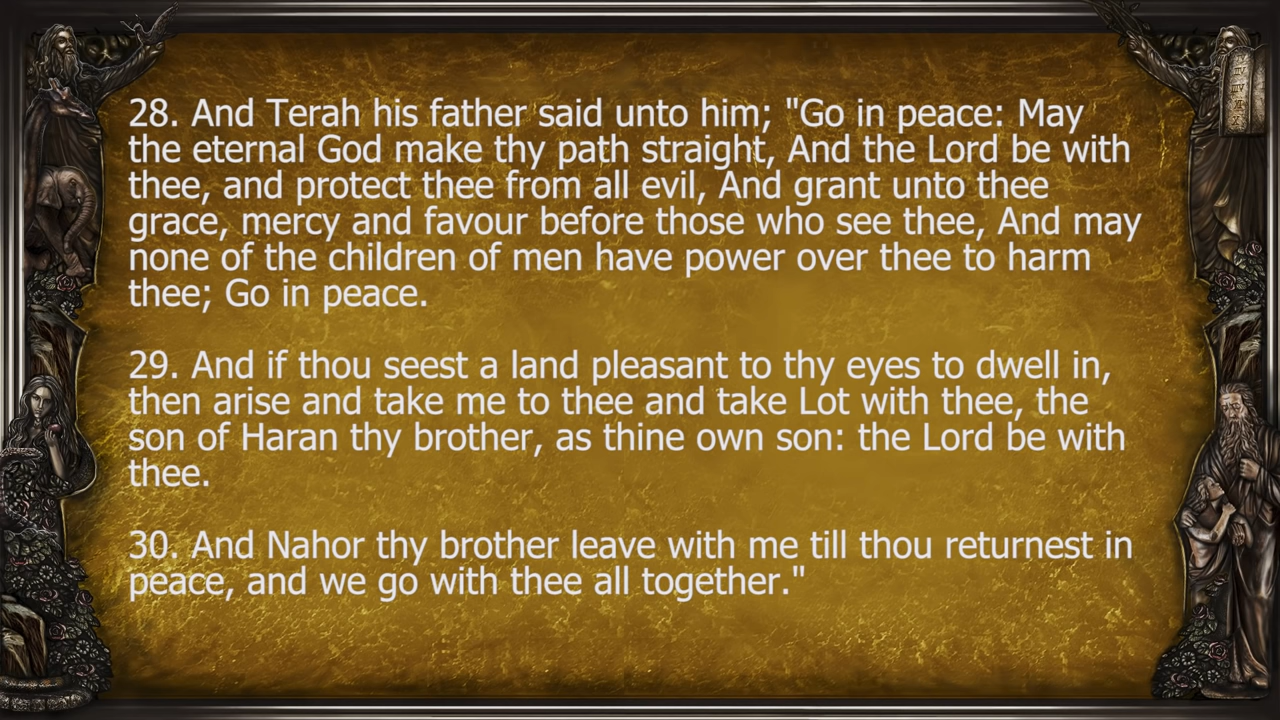 28. And Terah his father said unto him; "Go in peace: May
the eternal God make thy path straight, And the Lord be with
thee, and protect thee from all evil, And grant unto thee
grace, mercy and favour before those who see thee, And may
none of the children of men have power over thee to harm
thee; Go in peace.
29. And if thou seest a land pleasant to thy eyes to dwell in,
then arise and take me to thee and take Lot with thee, the
son of Haran thy brother, as thine own son: the Lord be with
thee.
30. And Nahor thy brother leave with me till thou returnest in
peace, and we go with thee all together."